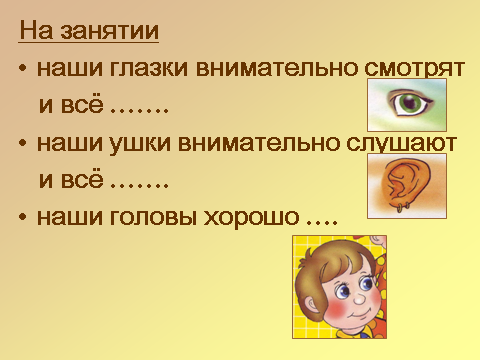 На занятии
• наши глазки внимательно смотрят
и всё …….
• наши ушки внимательно слушают
и всё …….
• наши головы хорошо ….